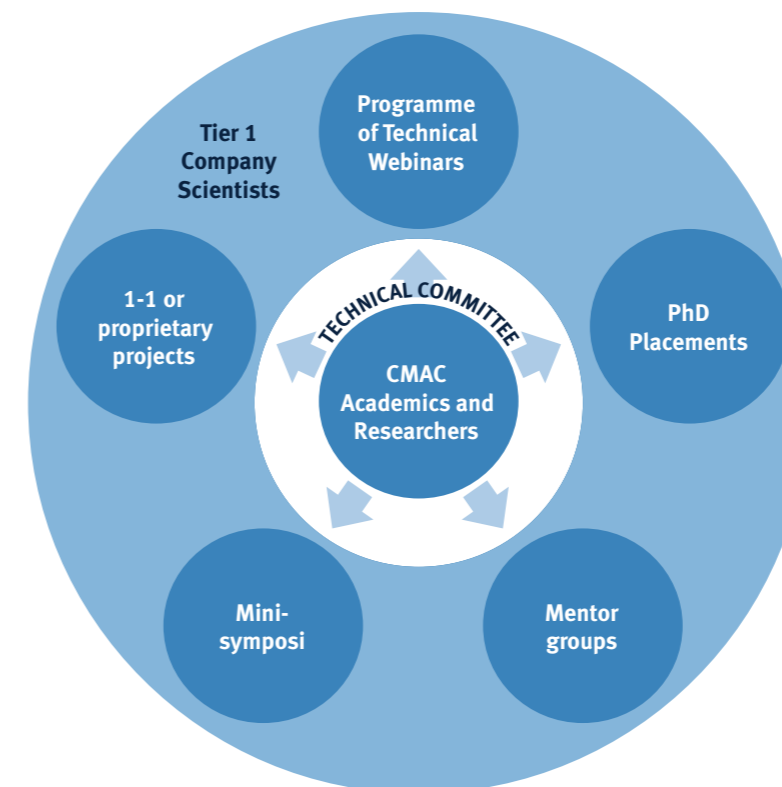 Programme
of Technical
Webinars
Tier 1
Company
Scientists
1-1 or
proprietary
projects
PhD
Placements
TECHNICAL COMMITTEE
CMAC
Academics and
Researchers
Mini-
symposi
Mentor
groups